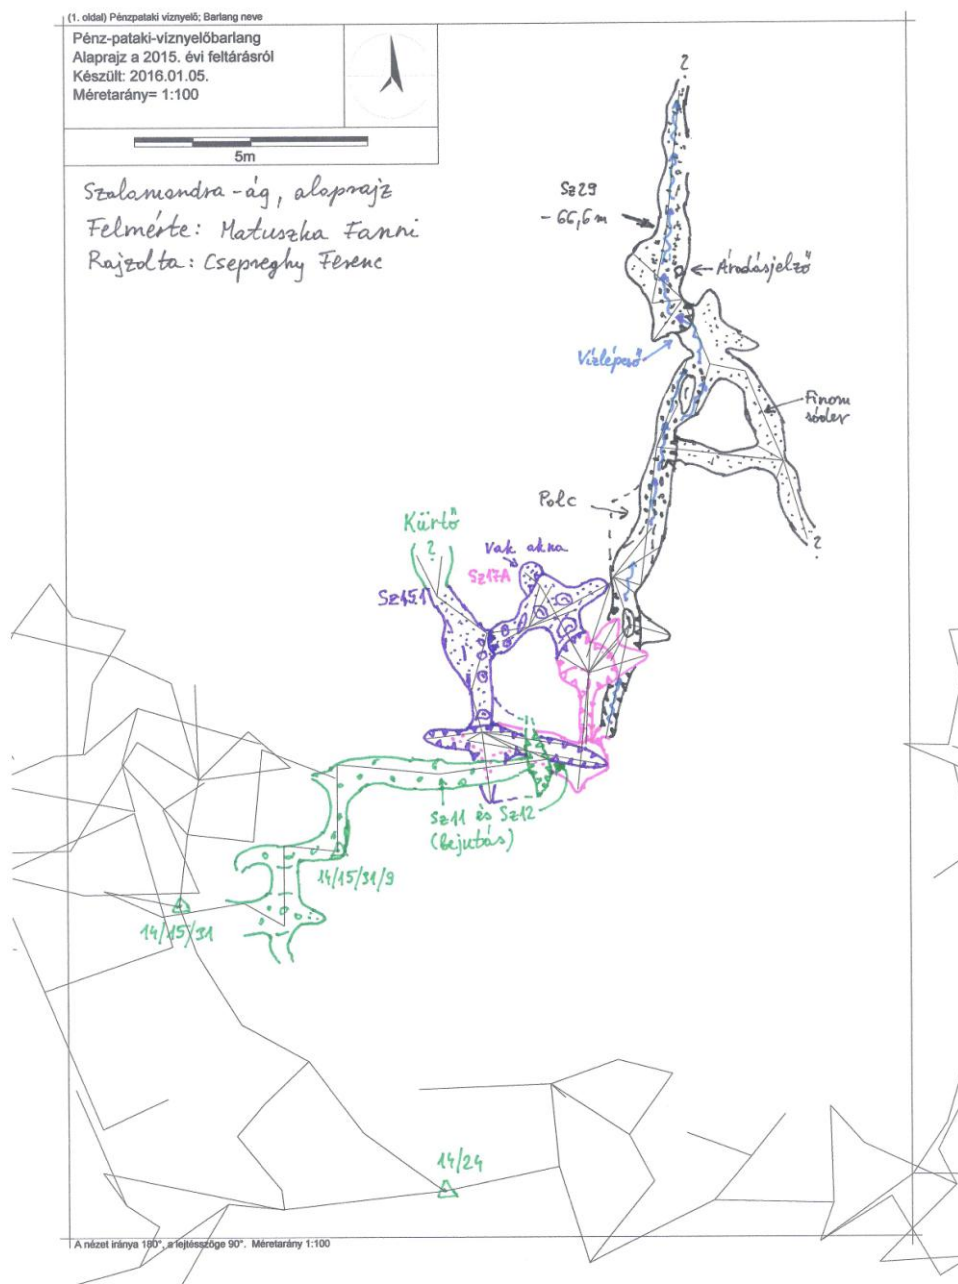 (1. oldal) Pénzpataki víznyelő; Barlang neve
Pénz-pataki-víznyelőbarlang
Alaprajz a 2015. évi feltárásról
Készült: 2016.01.05.
Méretarány= 1:100
5m
Szalamandra-ág, alaprajz
Felmérte: Matuszka Fanni
Rajzolta: Csepreghy Ferenc
?
Sz29
-66,6 m
Áradásjelző
Vízlépcső
Finom
sóder
Polc
?
Kürtő
?
Vak akna
Sz17A
Sz15.1
Sz11 és Sz12
(bejutás)
14/15/31/9
14/15/31
14/24
A nézet iránya 180°, a fejtésszöge 90°. Méretarány 1:100